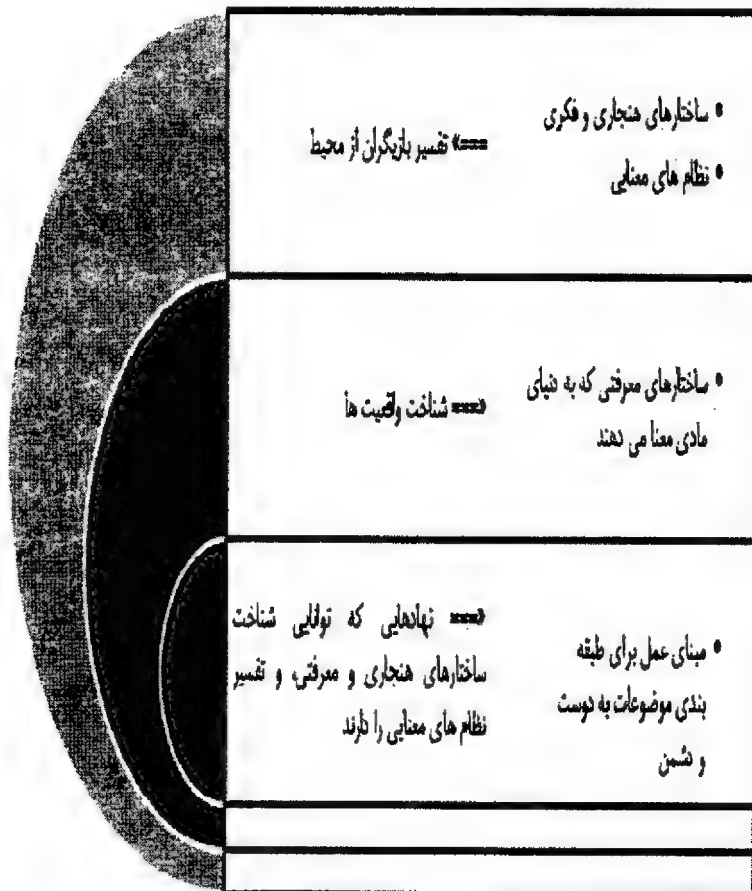 • ساختارهای هنجاری و فکری
• نظام های معنایی
===> تفسیر بازیگران از محیط
• ساختارهای معرفتی که به دنیای
مادی معنا می دهند
<=== شناخت واقعیت ها
• مبنای عمل برای طبقه
بندی موضوعات به دوست
و دشمن
<=== نهادهایی که توانایی شناخت
ساختارهای هنجاری و معرفتی، و تفسیر
نظام های معنایی را دارند